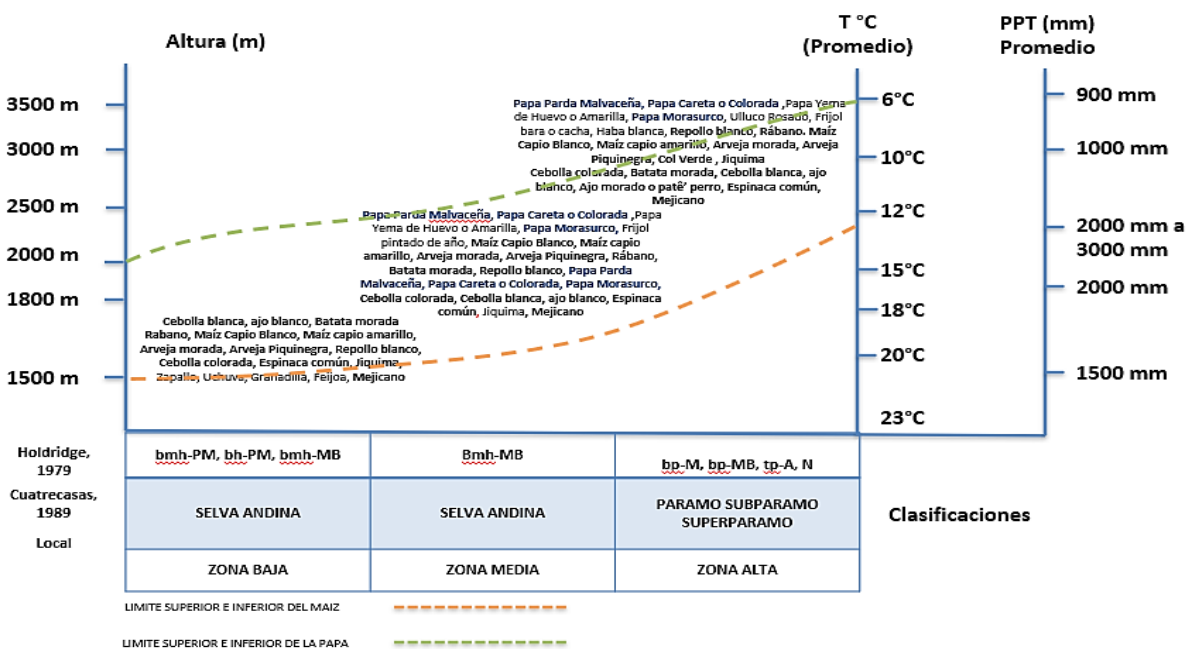 Altura (m)
T °C
(Promedio)
PPT (mm)
Promedio
3500 m
3000 m
2500 m
2000 m
1800 m
1500 m
6°C
10°C
12°C
15°C
18°C
20°C
23°C
900 mm
1000 mm
2000 mm a
3000 mm
2000 mm
1500 mm
Papa Parda Malvaceña, Papa Careta o Colorada ,Papa Yema
de Huevo o Amarilla, Papa Morasurco, Ulluco Rosado, Frijol
bara o cacha, Haba blanca, Repollo blanco, Rábano. Maíz
Capio Blanco, Maíz capio amarillo, Arveja morada, Arveja
Piquinegra, Col Verde , Jiquima
Cebolla colorada, Batata morada, Cebolla blanca, ajo
blanco, Ajo morado o patê’ perro, Espinaca común,
Mejicano
Papa Parda Malvaceña, Papa Careta o Colorada ,Papa
Yema de Huevo o Amarilla, Papa Morasurco, Frijol
pintado de año, Maíz Capio Blanco, Maíz capio
amarillo, Arveja morada, Arveja Piquinegra, Rábano,
Batata morada, Repollo blanco, Papa Parda
Malvaceña, Papa Careta o Colorada, Papa Morasurco,
Cebolla colorada, Cebolla blanca, ajo blanco, Espinaca
común, Jiquima, Mejicano
Cebolla blanca, ajo blanco, Batata morada
Rabano, Maíz Capio Blanco, Maíz capio amarillo,
Arveja morada, Arveja Piquinegra, Repollo blanco,
Cebolla colorada, Espinaca común, Jiquima,
Zapallo, Uchuva, Granadilla, Feijoa, Mejicano
Holdridge,
1979
bmh-PM, bh-PM, bmh-MB
Bmh-MB
bp-M, bp-MB, tp-A, N
Cuatrecasas,
1989
SELVA ANDINA
SELVA ANDINA
PARAMO SUBPARAMO
SUPERPARAMO
Clasificaciones
Local
ZONA BAJA
ZONA MEDIA
ZONA ALTA
LIMITE SUPERIOR E INFERIOR DEL MAIZ
LIMITE SUPERIOR E INFERIOR DE LA PAPA